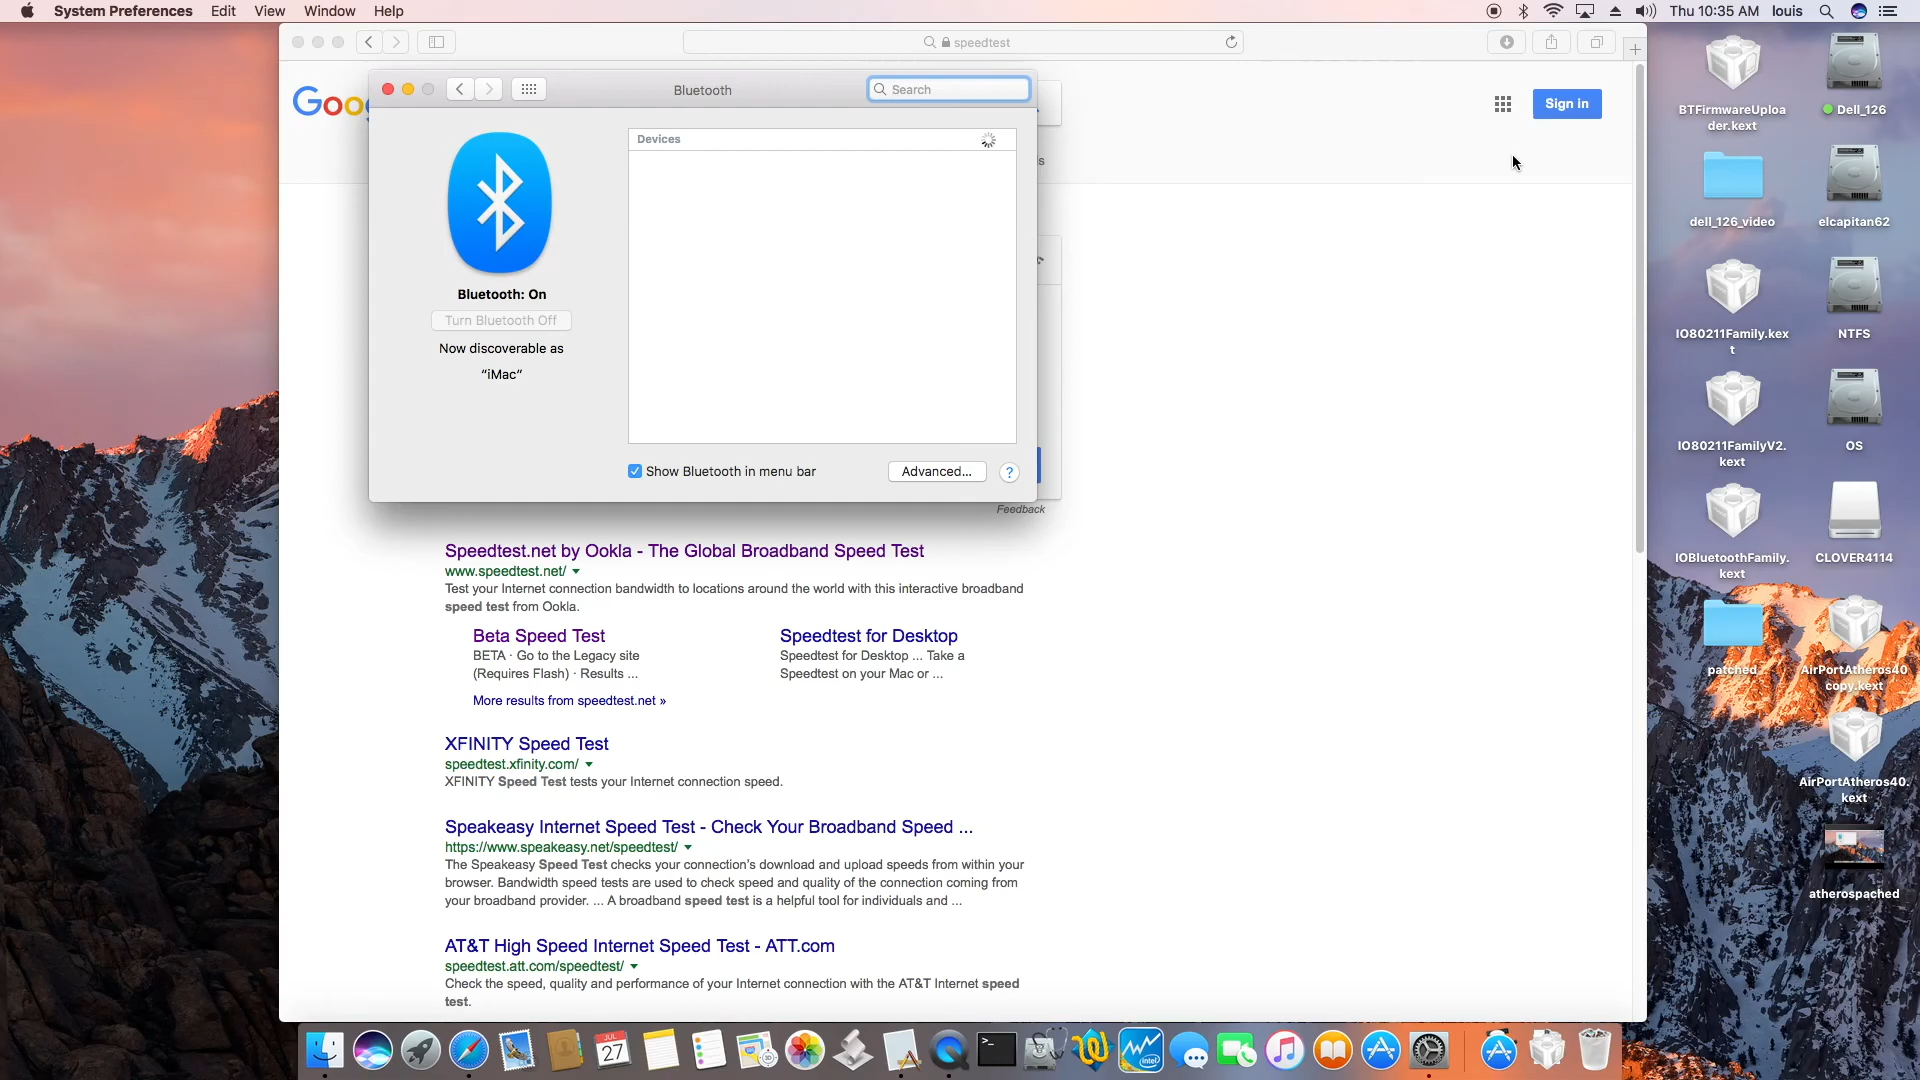 System Preferences Edit View Window Help
Thu 10:35 AM louis
speedtest
Goo
Sign in
Bluetooth
Search
Devices
Bluetooth: On
Turn Bluetooth Off
Now discoverable as
“iMac”
Show Bluetooth in menu bar
Advanced...
?
s
Feedback
Speedtest.net by Ookla - The Global Broadband Speed Test
www.speedtest.net/
Test your Internet connection bandwidth to locations around the world with this interactive broadband
speed test from Ookla.
Beta Speed Test
BETA · Go to the Legacy site
(Requires Flash) · Results ...
Speedtest for Desktop
Speedtest for Desktop ... Take a
Speedtest on your Mac or ...
More results from speedtest.net »
XFINITY Speed Test
speedtest.xfinity.com/
XFINITY Speed Test tests your Internet connection speed.
Speakeasy Internet Speed Test - Check Your Broadband Speed ...
https://www.speakeasy.net/speedtest/
The Speakeasy Speed Test checks your connection's download and upload speeds from within your
browser. Bandwidth speed tests are used to check speed and quality of the connection coming from
your broadband provider. ... A broadband speed test is a helpful tool for individuals and ...
AT&T High Speed Internet Speed Test - ATT.com
speedtest.att.com/speedtest/
Check the speed, quality and performance of your Internet connection with the AT&T Internet speed
test.
BTFirmwareUploa
der.kext
Dell_126
dell_126_video
elcapitan62
IO80211Family.kex
t
NTFS
IO80211FamilyV2.
kext
OS
IOBluetoothFamily.
kext
CLOVER4114
patched
AirPortAtheros40
copy.kext
AirPortAtheros40.
kext
atherospached
JUL
27
intel